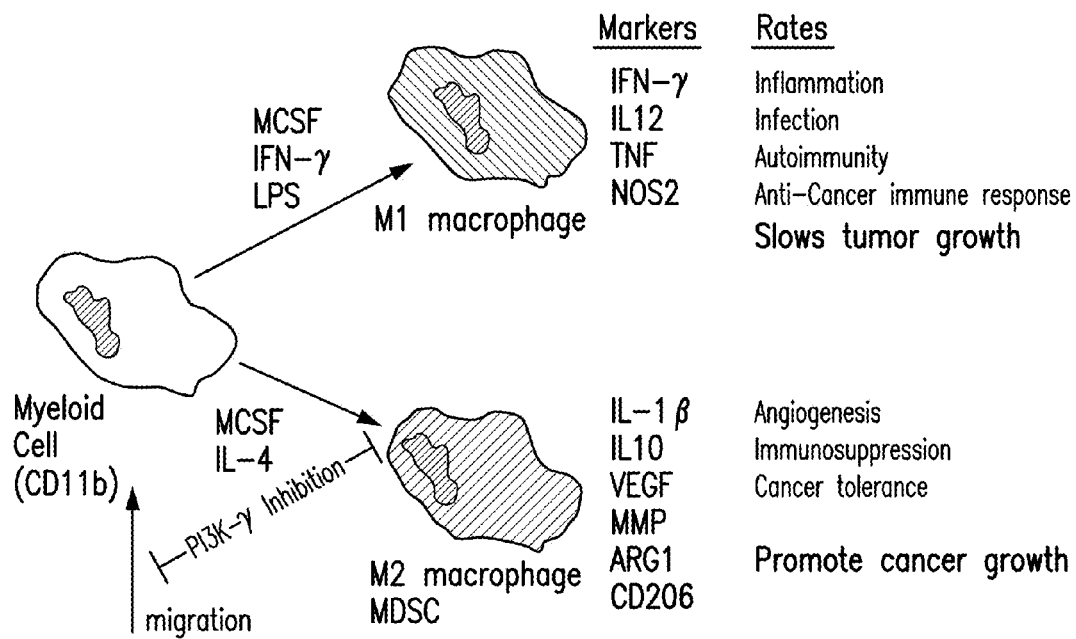 Markers
Rates
MCSF
IFN-γ
LPS
M1 macrophage
IFN-γ
IL12
TNF
NOS2
Inflammation
Infection
Autoimmunity
Anti-Cancer immune response
Slows tumor growth
Myeloid
Cell
(CD11b)
MCSF
IL-4
PI3K-γ Inhibition
migration
M2 macrophage
MDSC
IL-1β
IL10
VEGF
MMP
ARG1
CD206
Angiogenesis
Immunosuppression
Cancer tolerance
Promote cancer growth